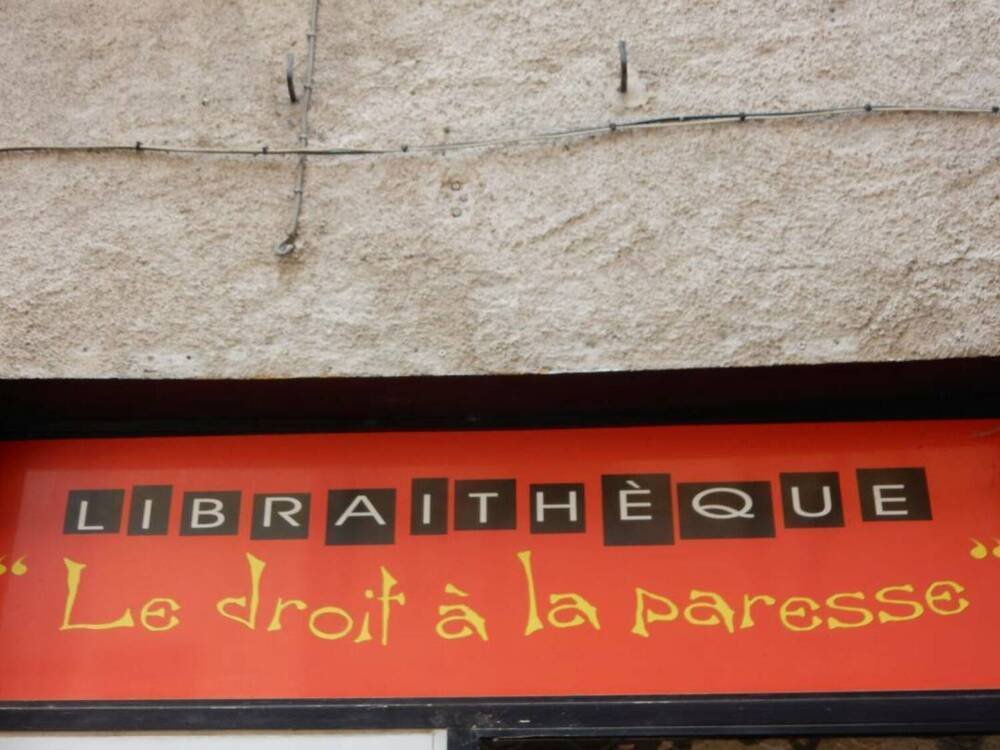 LIBRAITHÈQUE
“Le droit à la paresse”